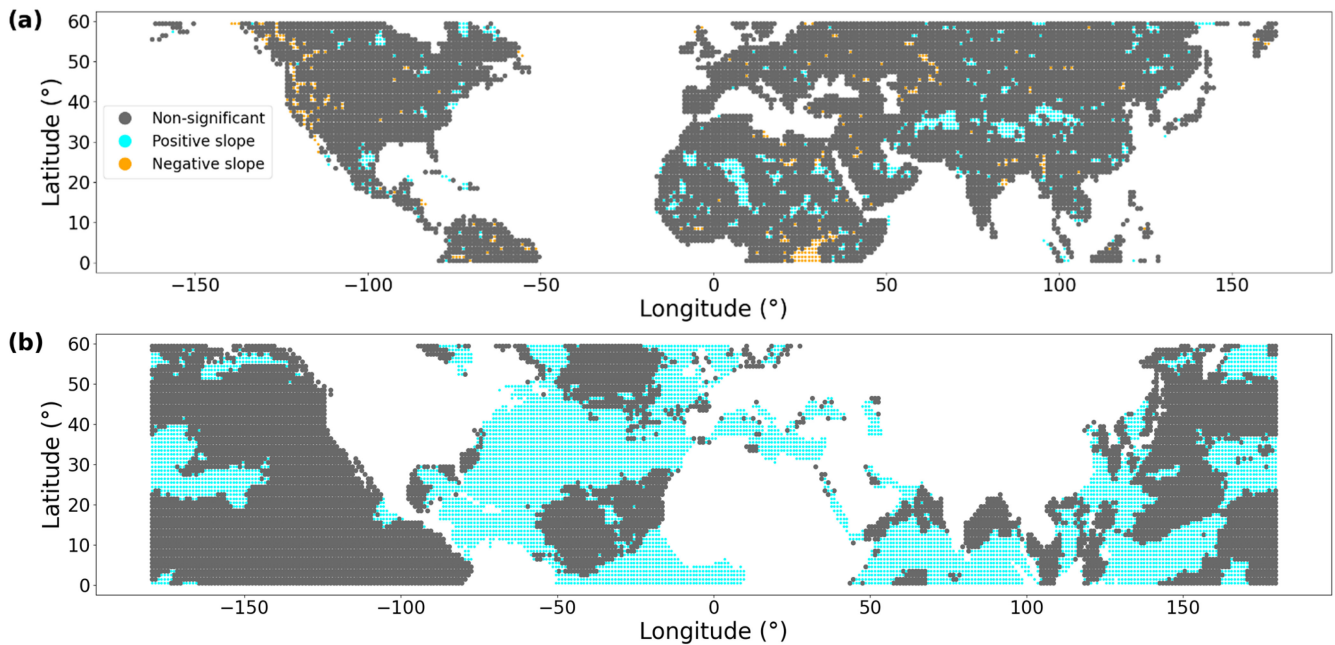 (a)
60
50
40
30
20
10
0
Latitude (°)
Non-significant
Positive slope
Negative slope
−150 −100 −50 0 50 100 150
Longitude (°)
(b)
60
50
40
30
20
10
0
Latitude (°)
−150 −100 −50 0 50 100 150
Longitude (°)